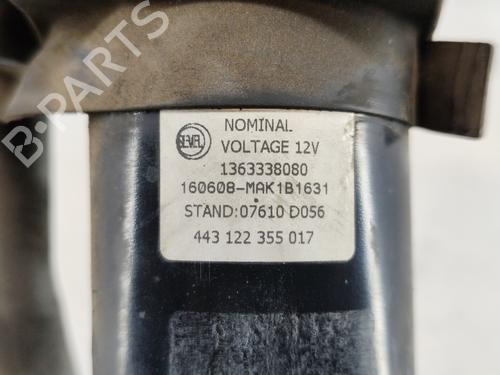 SEVEL
NOMINAL
VOLTAGE 12V
1363338080
160608-MAK1B1631
STAND:07610 D056
443 122 355 017
B-PARTS